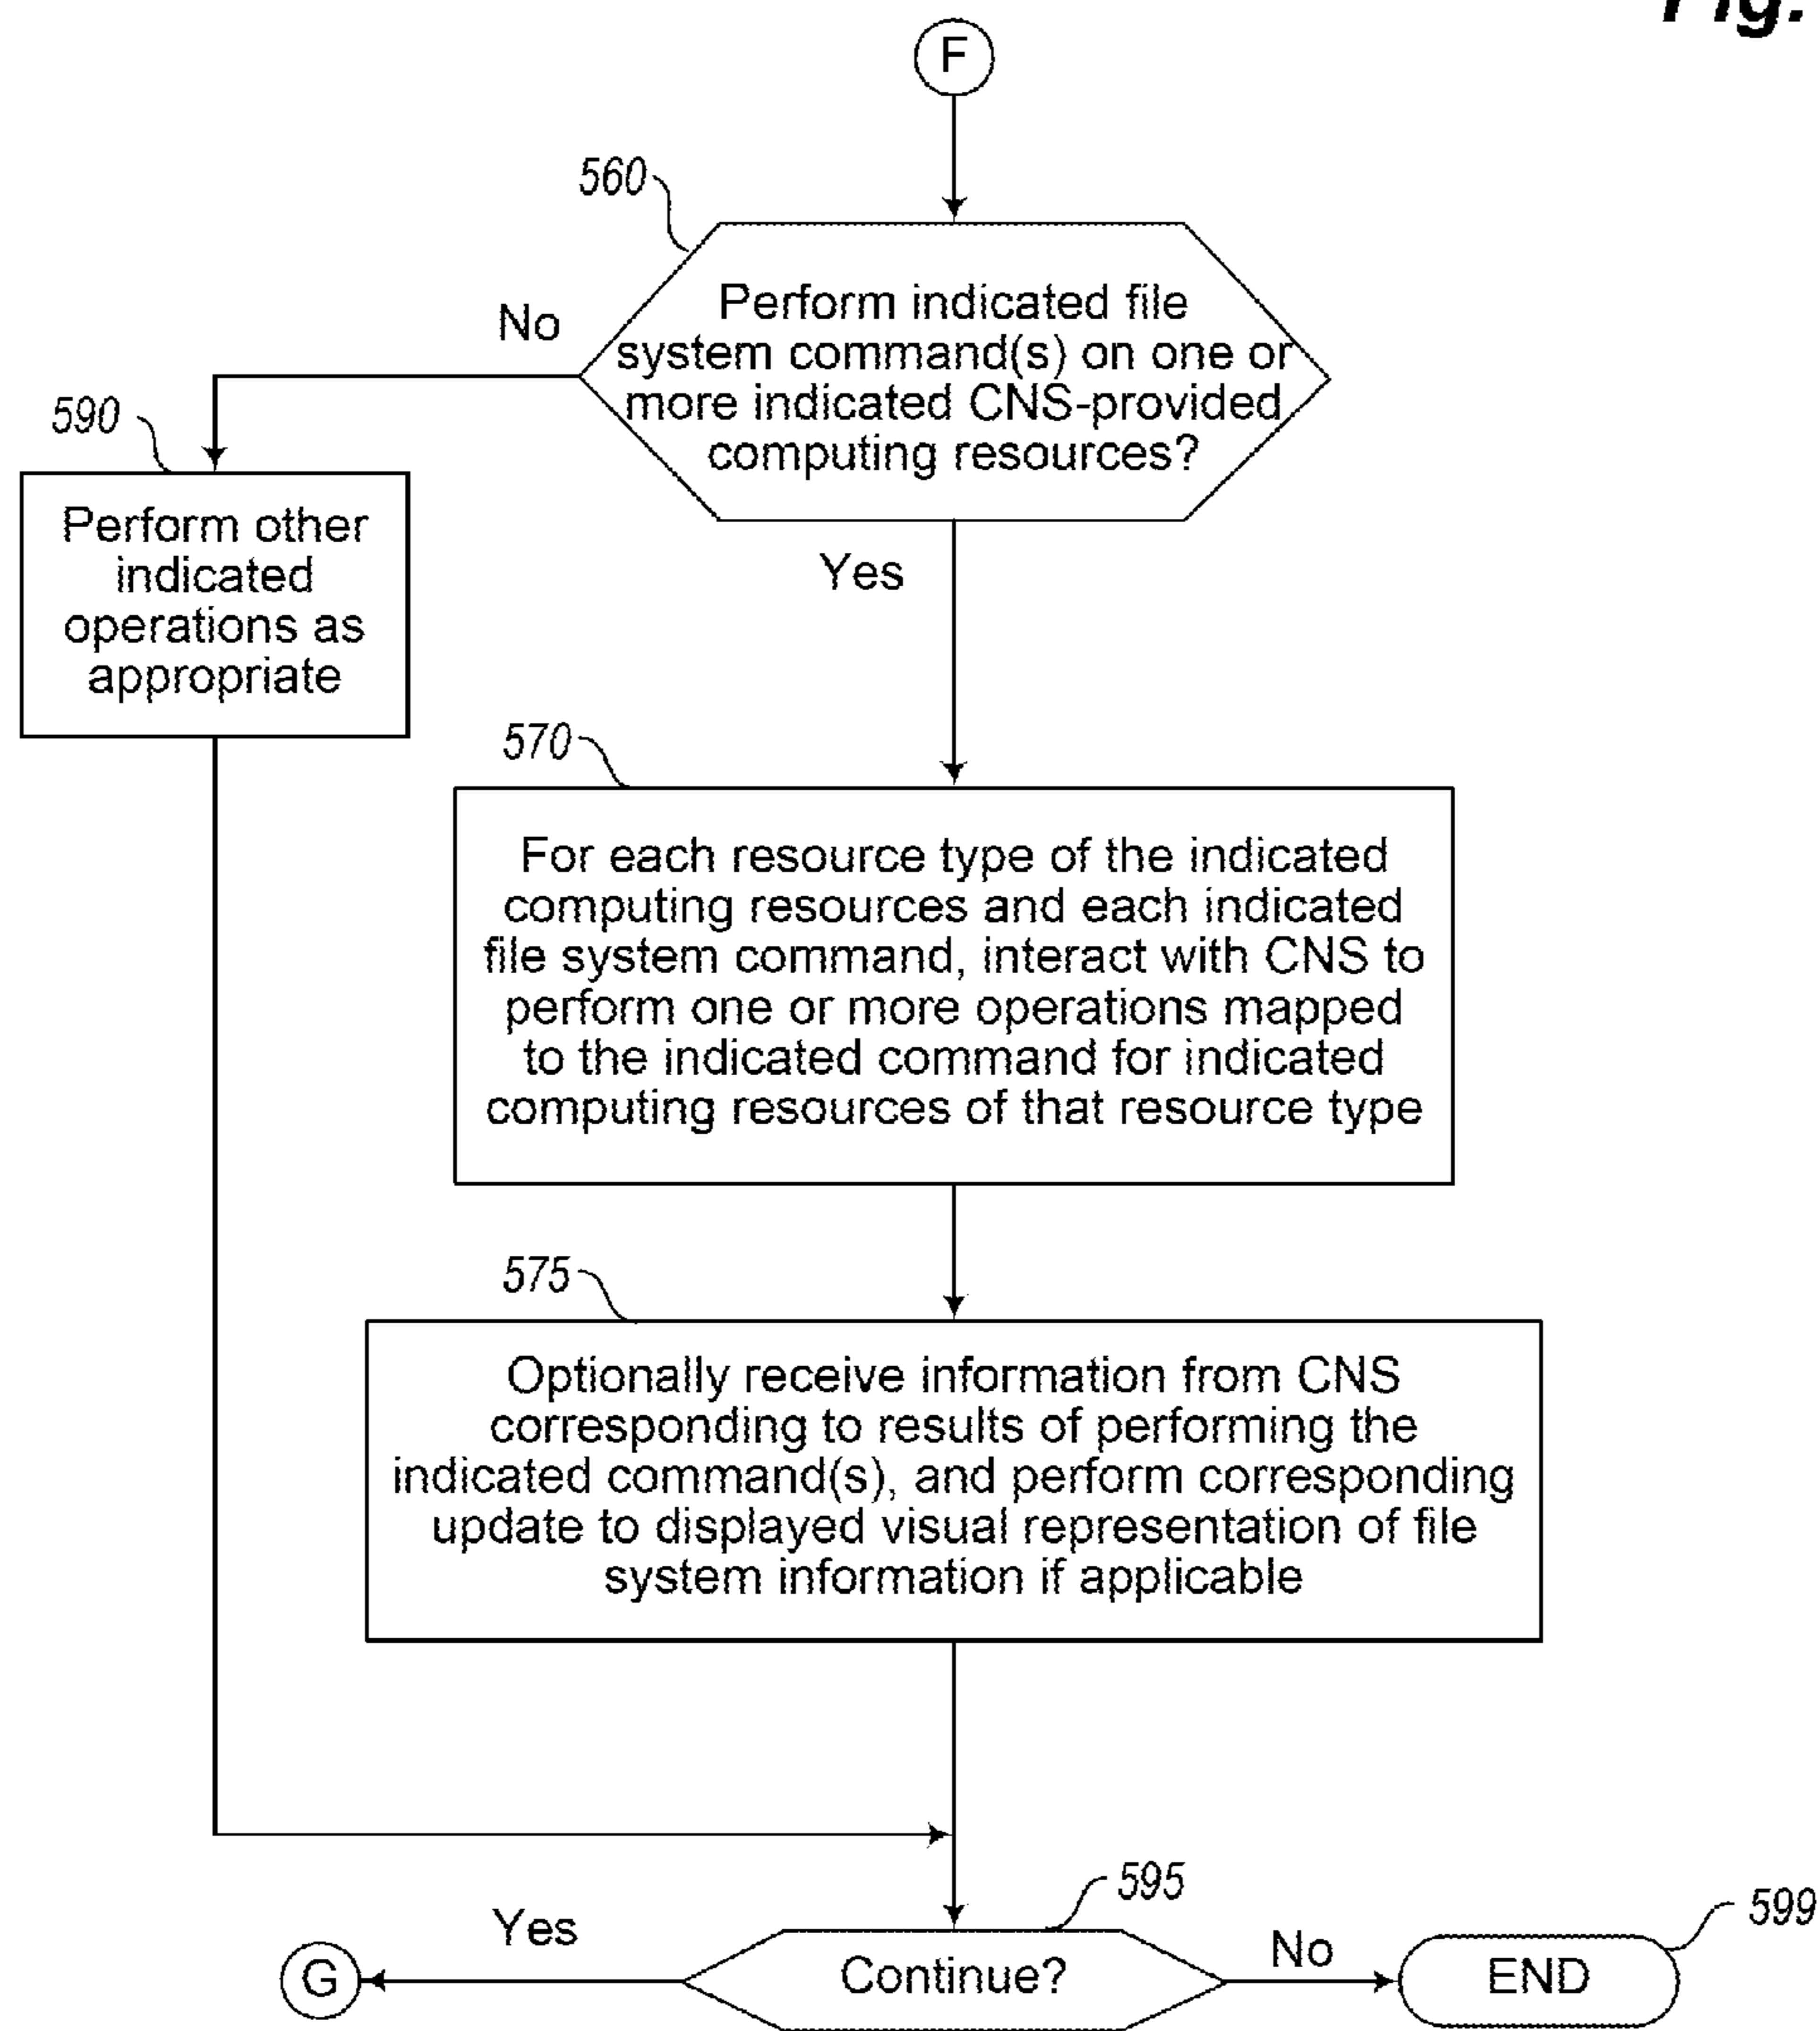 Fig.
F
560
Perform indicated file
system command(s) on one or
more indicated CNS-provided
computing resources?
No
590
Perform other
indicated
operations as
appropriate
Yes
570
For each resource type of the indicated
computing resources and each indicated
file system command, interact with CNS to
perform one or more operations mapped
to the indicated command for indicated
computing resources of that resource type
575
Optionally receive information from CNS
corresponding to results of performing the
indicated command(s), and perform corresponding
update to displayed visual representation of file
system information if applicable
595
599
Yes
G
Continue?
No
END